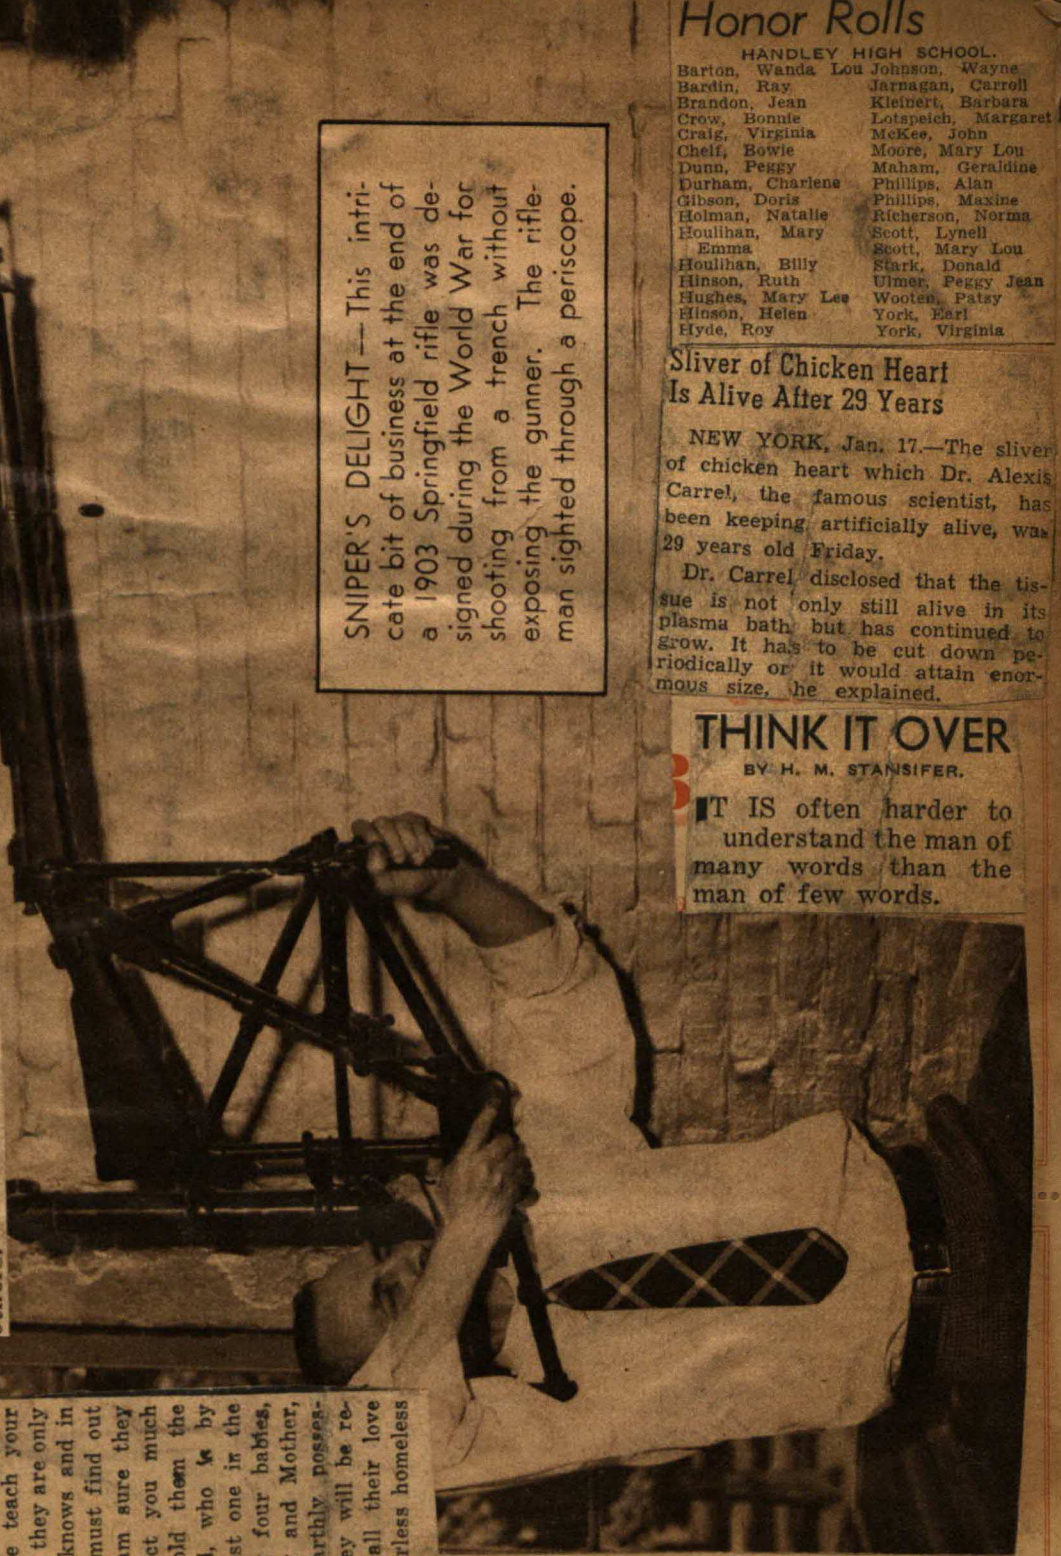 Honor Rolls
HANDLEY HIGH SCHOOL.
Barton, Wanda Lou
Bardin, Ray
Brandon, Jean
Crow, Bonnie
Craig, Virginia
Chelf, Bowie
Dunn, Peggy
Durham, Charlene
Gibson, Doris
Holman, Natalie
Houlihan, Mary
Emma
Houlihan, Billy
Hinson, Ruth
Hughes, Mary Lee
Hinson, Helen
Hyde, Roy
Johnson, Wayne
Jarnagan, Carroll
Kleinert, Barbara
Lotspeich, Margaret
McKee, John
Moore, Mary Lou
Maham, Geraldine
Phillips, Alan
Phillips, Maxine
Richerson, Norma
Scott, Lynell
Scott, Mary Lou
Stark, Donald
Ulmer, Peggy Jean
Wooten, Patsy
York, Earl
York, Virginia
SNIPER'S DELIGHT—This intri-
cate bit of business at the end of
a 1903 Springfield rifle was de-
signed during the World War for
shooting from a trench without
exposing the gunner. The rifle-
man sighted through a periscope.
Sliver of Chicken Heart
Is Alive After 29 Years
NEW YORK, Jan. 17.—The sliver
of chicken heart which Dr. Alexis
Carrel, the famous scientist, has
been keeping artificially alive, was
29 years old Friday.
Dr. Carrel disclosed that the tis-
sue is not only still alive in its
plasma bath but has continued to
grow. It has to be cut down pe-
riodically or it would attain enor-
mous size, he explained.
THINK IT OVER
BY H. M. STANSIFER.
IT IS often harder to
understand the man of
many words than the
man of few words.
e teach your
they are only
knows and in
must find out
am sure they
ct you much
old them the
, who is by
st one in the
four babies,
and Mother,
arthly posses-
ey will be re-
all their love
rless homeless